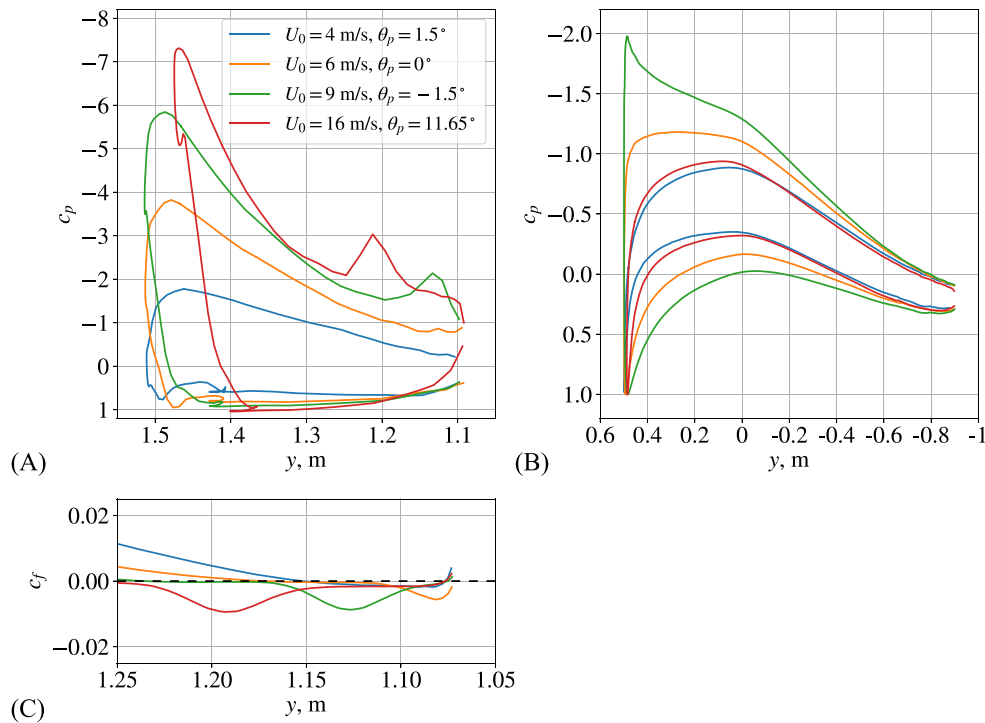 −8
−7
−6
−5
−4
−3
−2
−1
0
1
c_p
U_0 = 4 m/s, θ_p = 1.5°
U_0 = 6 m/s, θ_p = 0°
U_0 = 9 m/s, θ_p = −1.5°
U_0 = 16 m/s, θ_p = 11.65°
1.5 1.4 1.3 1.2 1.1
y, m
(A)
−2.0
−1.5
−1.0
−0.5
0.0
0.5
1.0
c_p
0.6 0.4 0.2 0 -0.2 -0.4 -0.6 -0.8 -1
y, m
(B)
0.02
0.00
−0.02
c_f
1.25 1.20 1.15 1.10 1.05
y, m
(C)